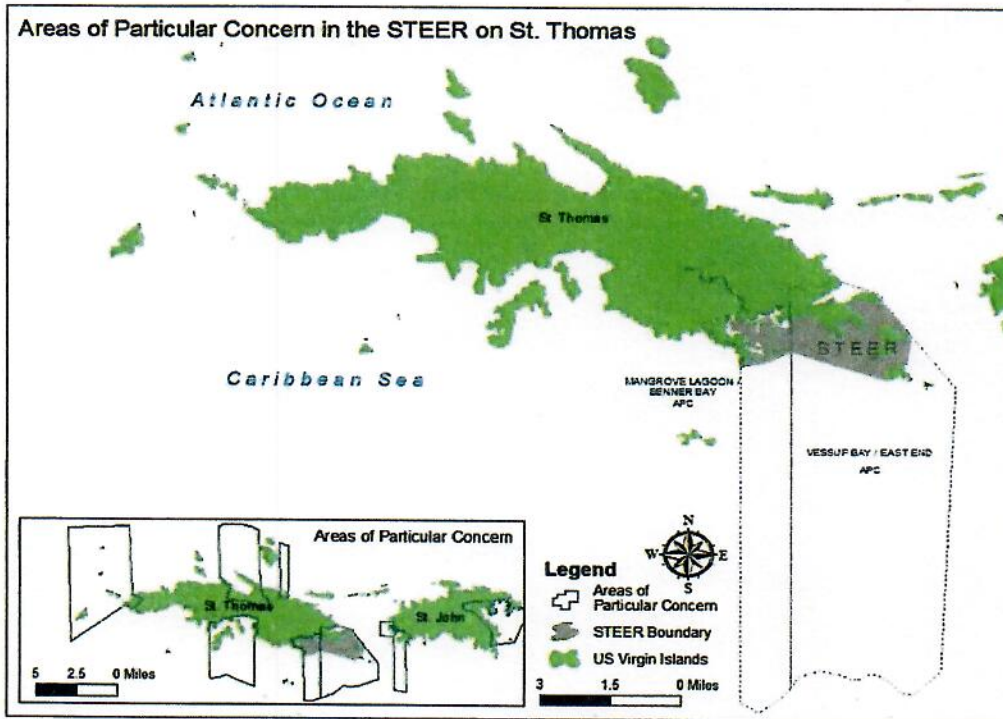 Areas of Particular Concern in the STEER on St. Thomas
Atlantic Ocean
St Thomas
STEER
Caribbean Sea
MANGROVE LAGOON /
BENNER BAY
APC
VESSUP BAY / EAST END
APC
Areas of Particular Concern
St. Thomas
St. John
5 2.5 0 Miles
N
W E
S
Legend
Areas of
Particular Concern
STEER Boundary
US Virgin Islands
3 1.5 0 Miles